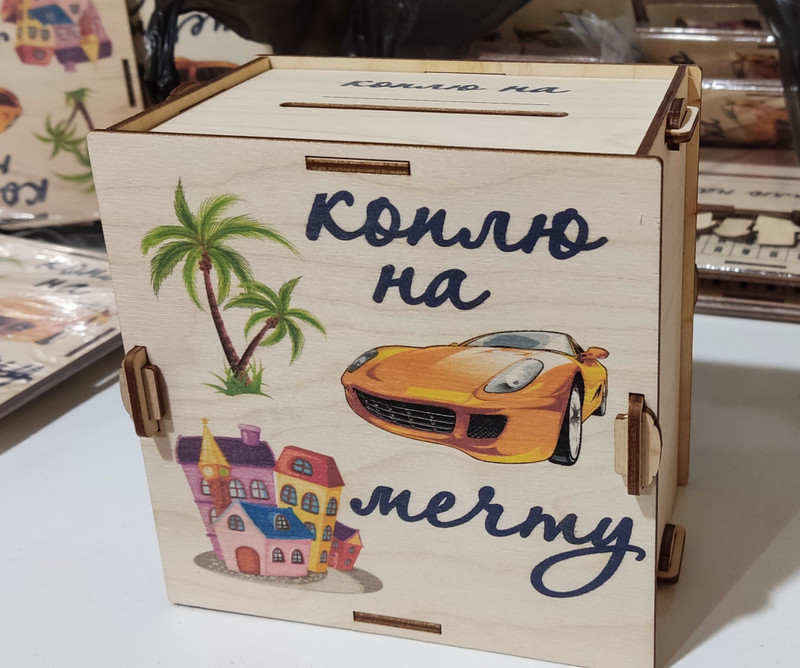 коплю на
коплю
на
мечту